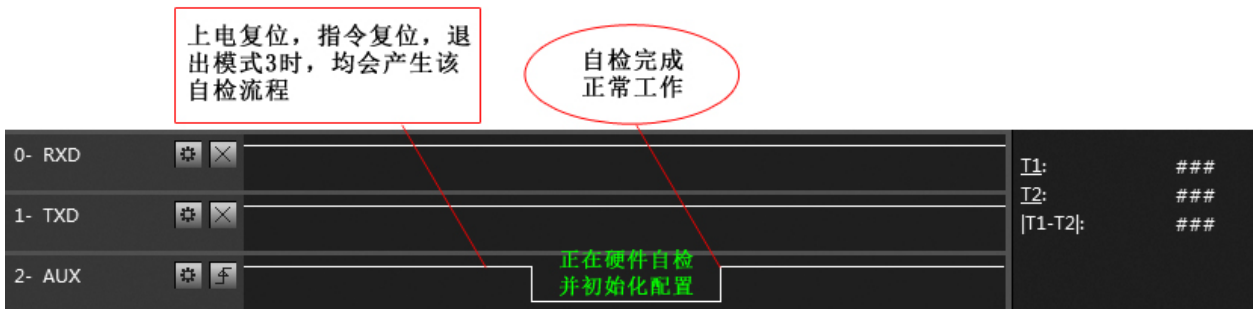 上电复位，指令复位，退
出模式3时，均会产生该
自检流程
自检完成
正常工作
0- RXD
T1: ###
T2: ###
1- TXD
|T1-T2|: ###
正在硬件自检
2- AUX
并初始化配置